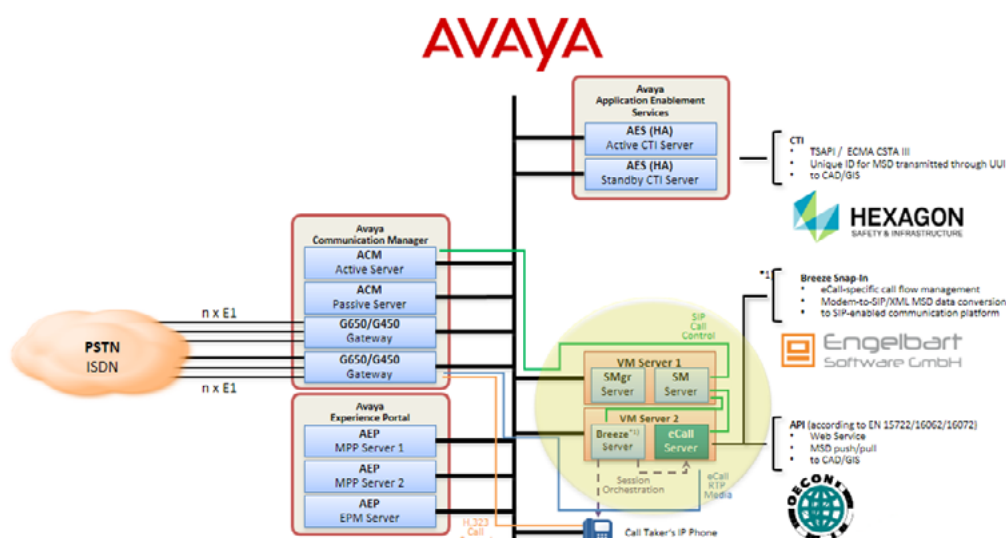 AVAYA
Avaya
Application Enablement
Services
AES (HA)
Active CTI Server
AES (HA)
Standby CTI Server
CTI
• TSAPI / ECMA CSTA III
• Unique ID for MSD transmitted through UUI
• to CAD/GIS
HEXAGON
SAFETY & INFRASTRUCTURE
Avaya
Communication Manager
ACM
Active Server
ACM
Passive Server
G650/G450
Gateway
G650/G450
Gateway
n x E1
PSTN
ISDN
n x E1
*1)
Breeze Snap-In
• eCall-specific call flow management
• Modem-to-SIP/XML MSD data conversion
• to SIP-enabled communication platform
Engelbart
Software GmbH
SIP
Call
Control
VM Server 1
SMgr
Server
SM
Server
VM Server 2
Breeze*1)
Server
eCall
Server
Session
Orchestration
eCall
RTP
Media
API (according to EN 15722/16062/16072)
• Web Service
• MSD push/pull
• to CAD/GIS
OECON
Avaya
Experience Portal
AEP
MPP Server 1
AEP
MPP Server 2
AEP
EPM Server
H.323
Call
Call Taker's IP Phone